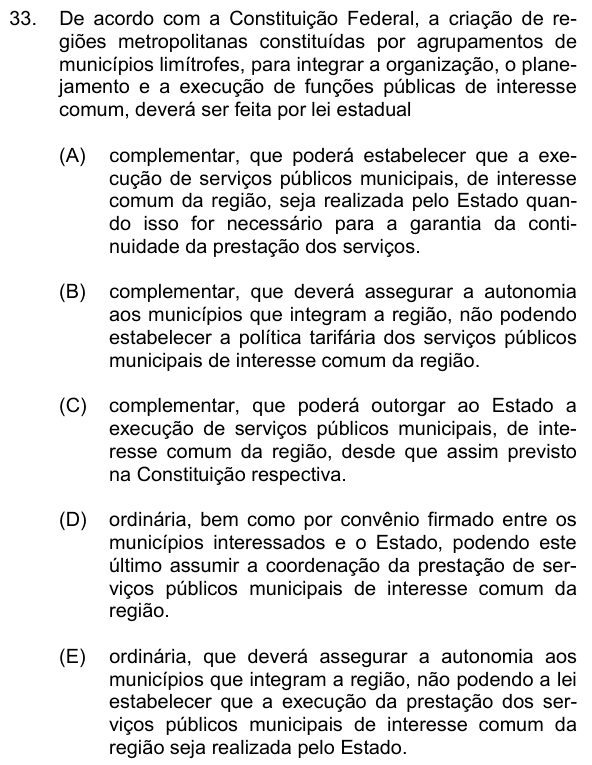 33. De acordo com a Constituição Federal, a criação de re-
giões metropolitanas constituídas por agrupamentos de
municípios limítrofes, para integrar a organização, o plane-
jamento e a execução de funções públicas de interesse
comum, deverá ser feita por lei estadual
(A) complementar, que poderá estabelecer que a exe-
cução de serviços públicos municipais, de interesse
comum da região, seja realizada pelo Estado quan-
do isso for necessário para a garantia da conti-
nuidade da prestação dos serviços.
(B) complementar, que deverá assegurar a autonomia
aos municípios que integram a região, não podendo
estabelecer a política tarifária dos serviços públicos
municipais de interesse comum da região.
(C) complementar, que poderá outorgar ao Estado a
execução de serviços públicos municipais, de inte-
resse comum da região, desde que assim previsto
na Constituição respectiva.
(D) ordinária, bem como por convênio firmado entre os
municípios interessados e o Estado, podendo este
último assumir a coordenação da prestação de ser-
viços públicos municipais de interesse comum da
região.
(E) ordinária, que deverá assegurar a autonomia aos
municípios que integram a região, não podendo a lei
estabelecer que a execução da prestação dos ser-
viços públicos municipais de interesse comum da
região seja realizada pelo Estado.